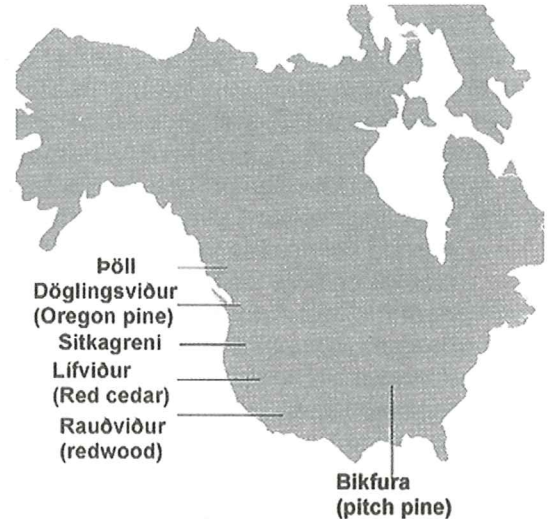 Þöll
Döglingsviður
(Oregon pine)
Sitkagreni
Lífviður
(Red cedar)
Rauðviður
(redwood)
Bikfura
(pitch pine)